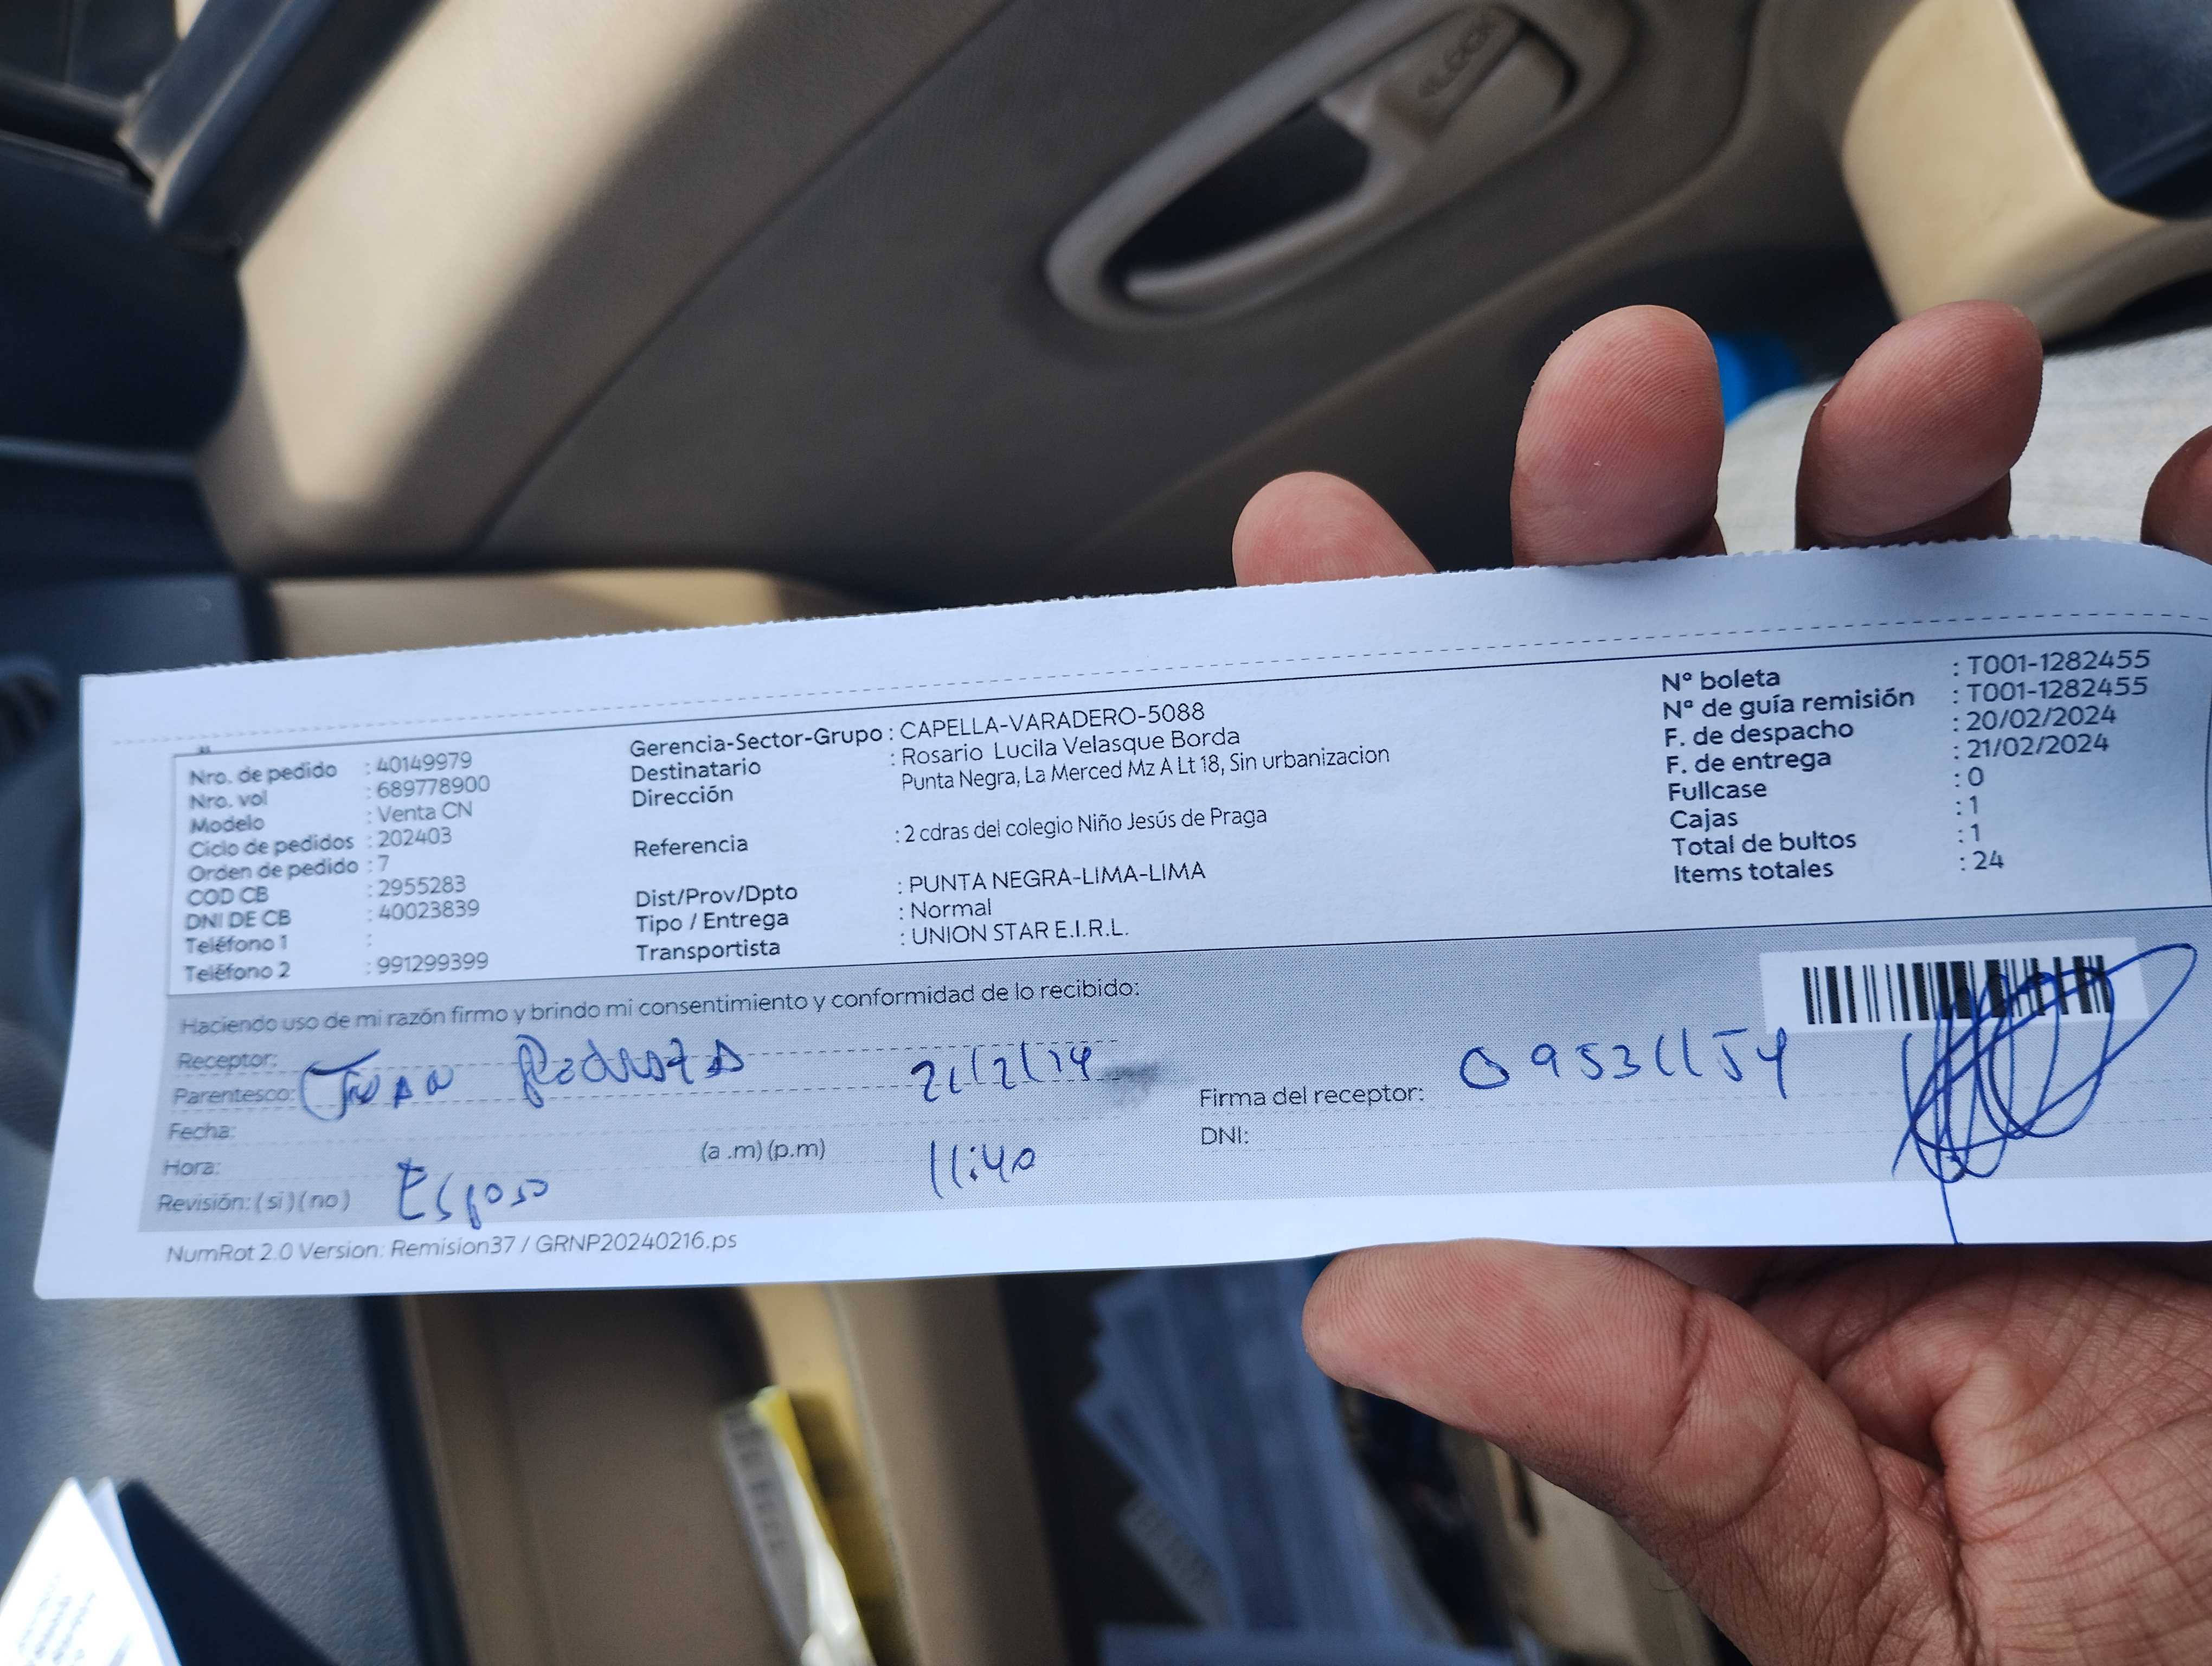 Nro. de pedido : 40149979
Nro. vol : 689778900
Modelo : Venta CN
Ciclo de pedidos : 202403
Orden de pedido : 7
COD CB : 2955283
DNI DE CB : 40023839
Teléfono 1 :
Teléfono 2 : 991299399
Gerencia-Sector-Grupo : CAPELLA-VARADERO-5088
Destinatario : Rosario Lucila Velasque Borda
Dirección Punta Negra, La Merced Mz A Lt 18, Sin urbanizacion
Referencia : 2 cdras del colegio Niño Jesús de Praga
Dist/Prov/Dpto : PUNTA NEGRA-LIMA-LIMA
Tipo / Entrega : Normal
Transportista : UNION STAR E.I.R.L.
Nº boleta : T001-1282455
Nº de guía remisión : T001-1282455
F. de despacho : 20/02/2024
F. de entrega : 21/02/2024
Fullcase : 0
Cajas : 1
Total de bultos : 1
Items totales : 24
Haciendo uso de mi razón firmo y brindo mi consentimiento y conformidad de lo recibido:
Receptor:
Parentesco: Juan
Fecha:
Hora: (a .m) (p.m) 11:40
Revisión: ( si ) ( no ) Esposo
Firma del receptor: 09531154
DNI:
NumRot 2.0 Version: Remision37 / GRNP20240216.ps